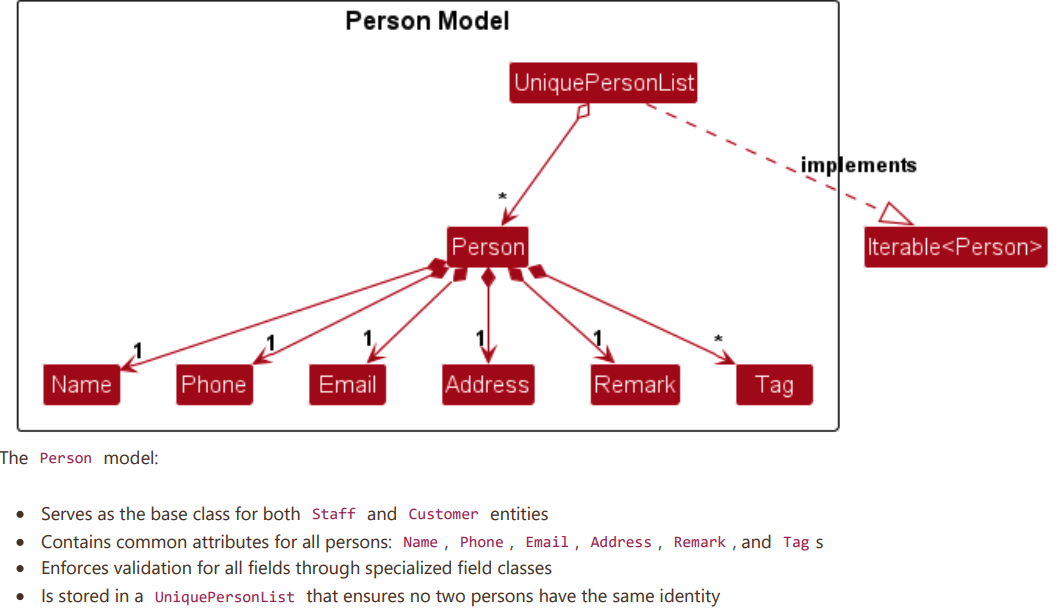 Person Model
UniquePersonList
implements
*
Person
Iterable<Person>
1 1 1 1 1 *
Name Phone Email Address Remark Tag
The Person model:
Serves as the base class for both Staff and Customer entities
Contains common attributes for all persons: Name , Phone , Email , Address , Remark , and Tag s
Enforces validation for all fields through specialized field classes
Is stored in a UniquePersonList that ensures no two persons have the same identity